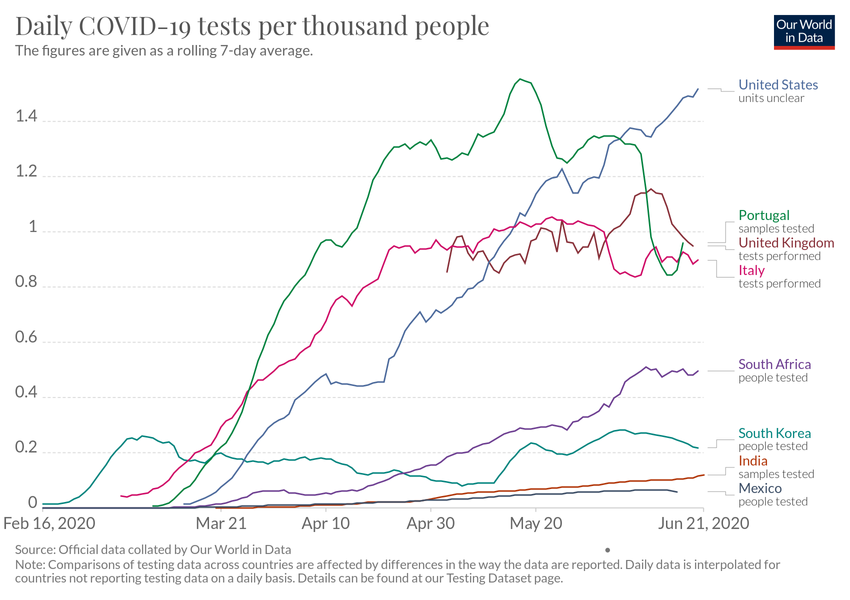 Daily COVID-19 tests per thousand people
The figures are given as a rolling 7-day average.
Our World
in Data
1.4
1.2
1
0.8
0.6
0.4
0.2
0
United States
units unclear
Portugal
samples tested
United Kingdom
tests performed
Italy
tests performed
South Africa
people tested
South Korea
people tested
India
samples tested
Mexico
people tested
Feb 16, 2020
Mar 21
Apr 10
Apr 30
May 20
Jun 21, 2020
Source: Official data collated by Our World in Data
Note: Comparisons of testing data across countries are affected by differences in the way the data are reported. Daily data is interpolated for
countries not reporting testing data on a daily basis. Details can be found at our Testing Dataset page.